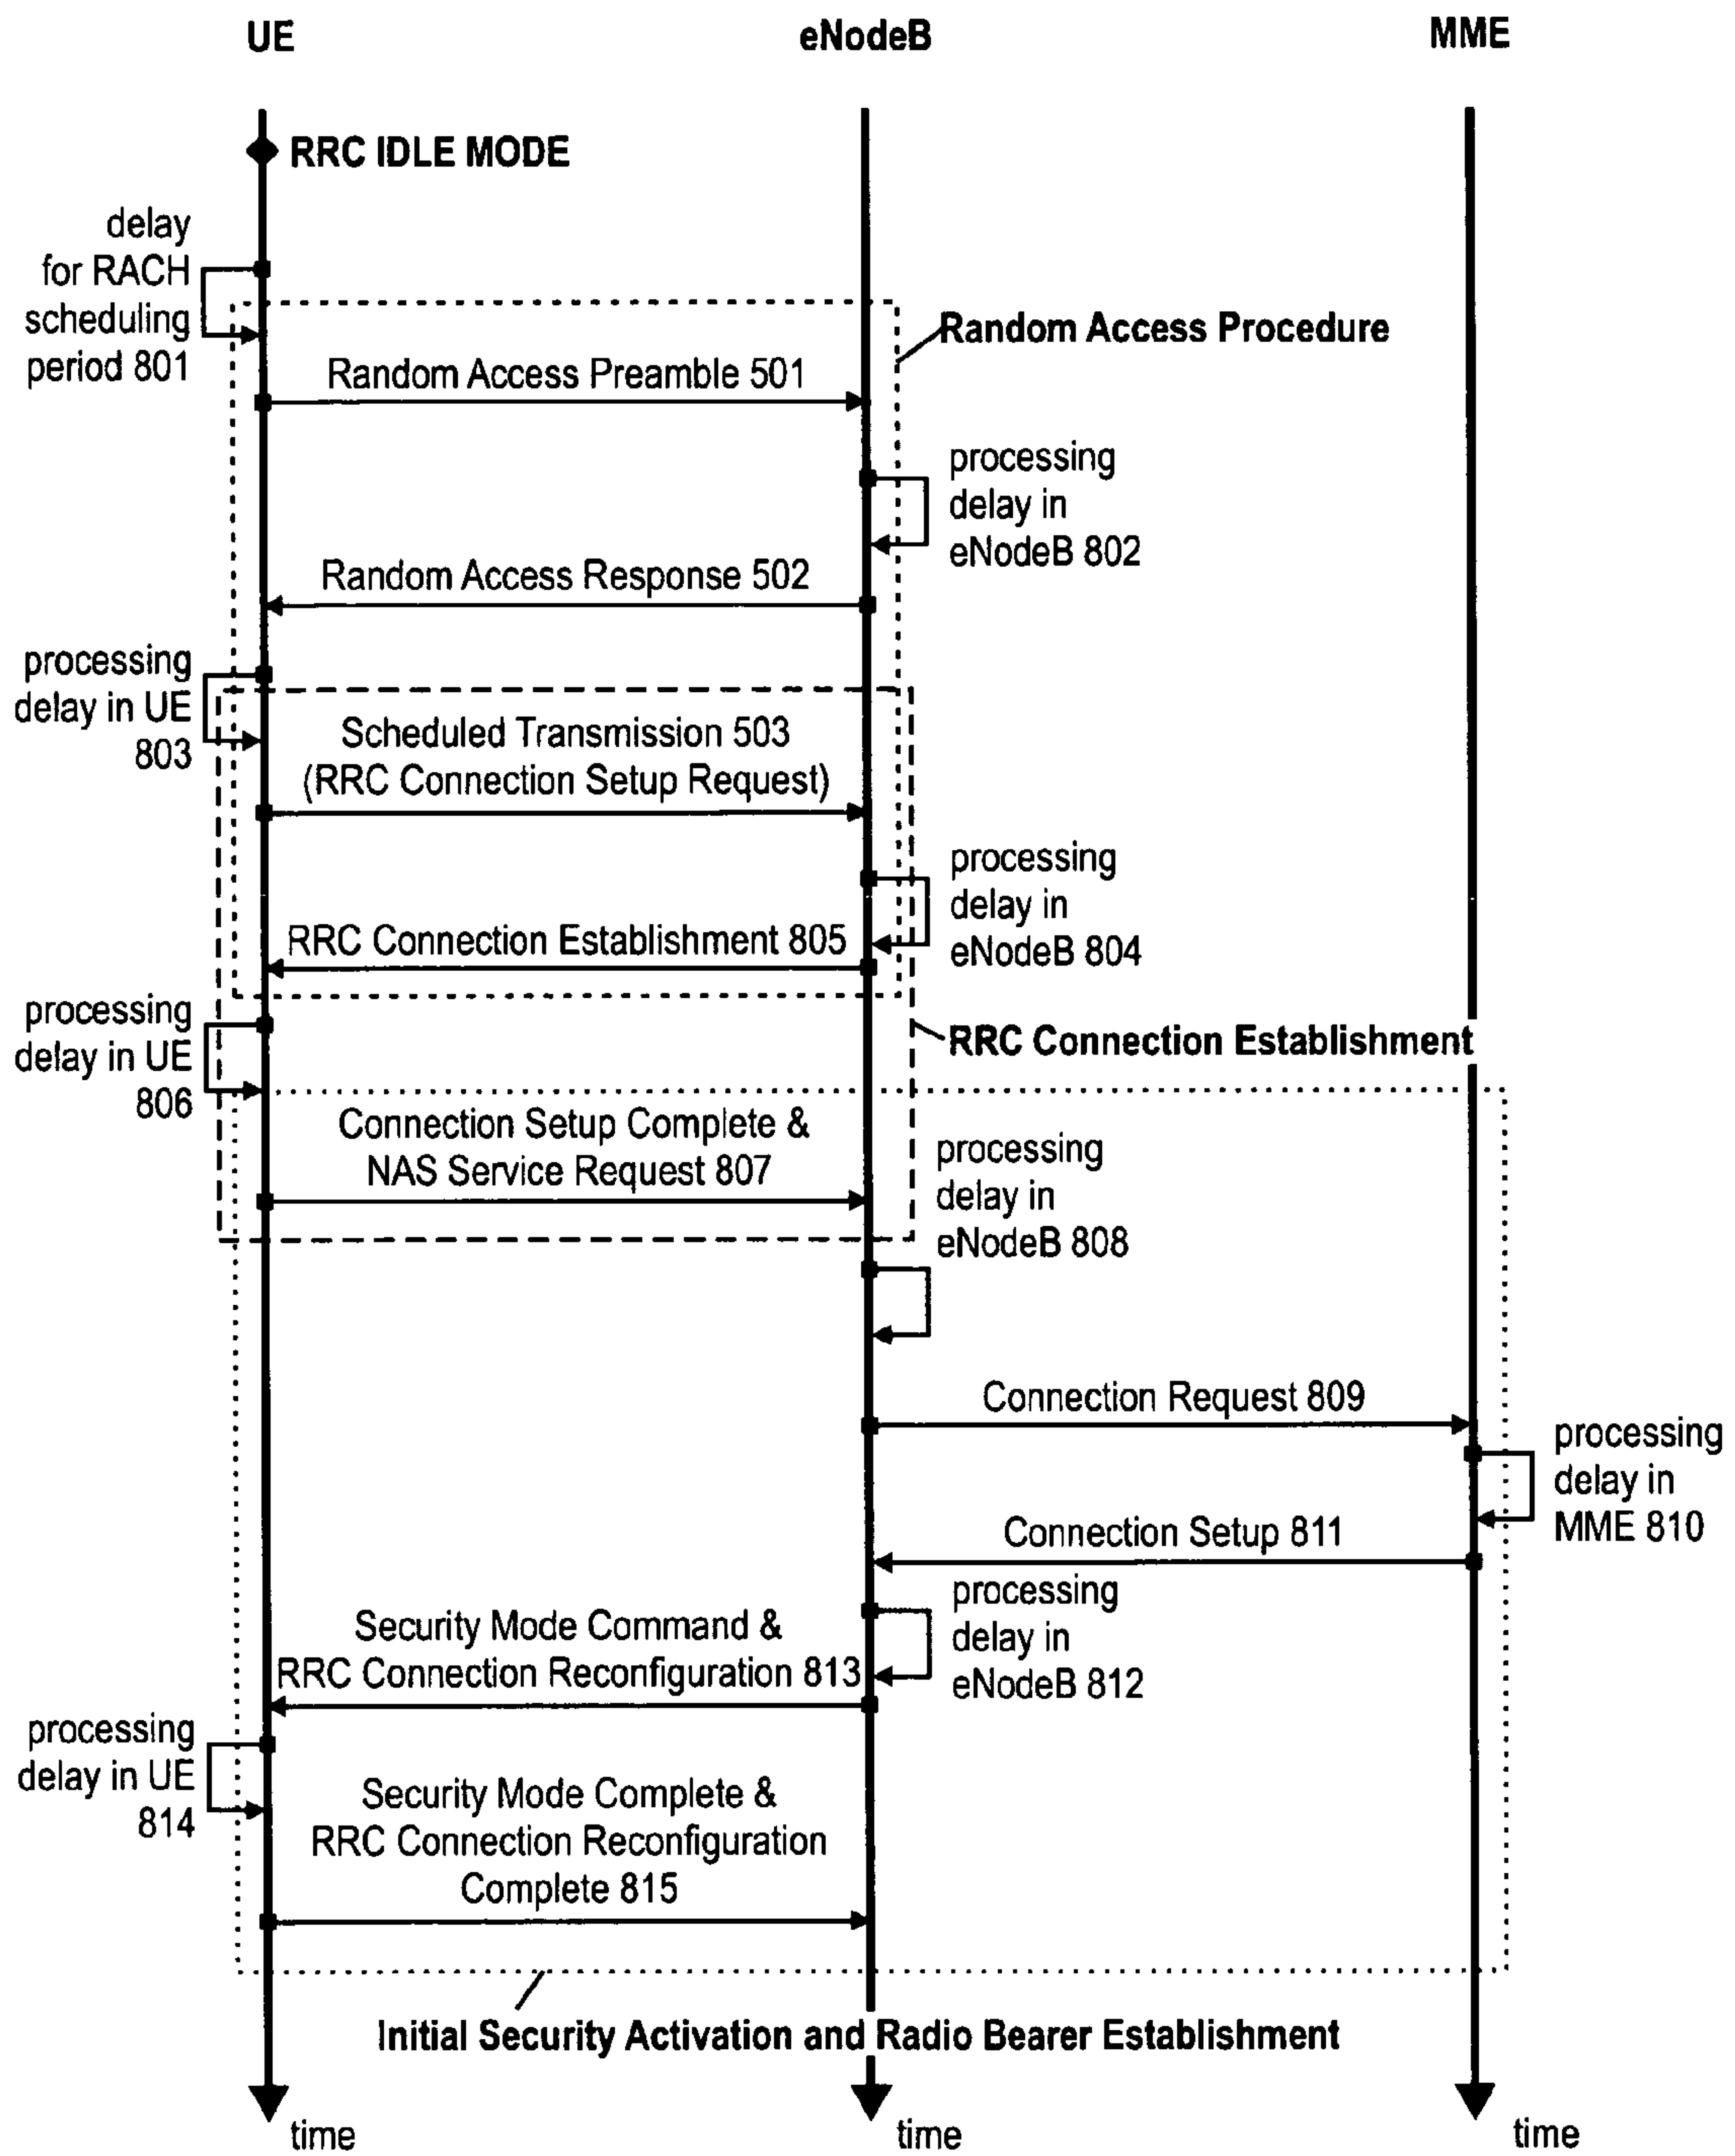 UE
eNodeB
MME
RRC IDLE MODE
delay
for RACH
scheduling
period 801
Random Access Procedure
Random Access Preamble 501
processing
delay in
eNodeB 802
Random Access Response 502
processing
delay in UE
803
Scheduled Transmission 503
(RRC Connection Setup Request)
processing
delay in
eNodeB 804
RRC Connection Establishment 805
processing
delay in UE
806
RRC Connection Establishment
Connection Setup Complete &
NAS Service Request 807
processing
delay in
eNodeB 808
Connection Request 809
processing
delay in
MME 810
Connection Setup 811
processing
delay in
eNodeB 812
Security Mode Command &
RRC Connection Reconfiguration 813
processing
delay in UE
814
Security Mode Complete &
RRC Connection Reconfiguration
Complete 815
Initial Security Activation and Radio Bearer Establishment
time
time
time